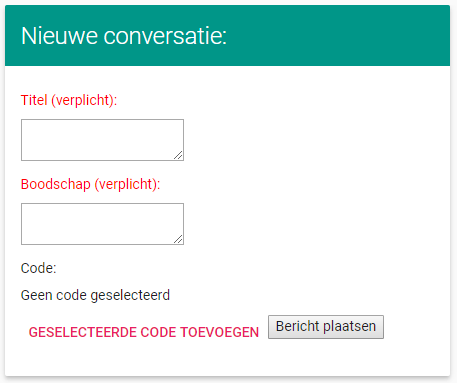 Nieuwe conversatie:
Titel (verplicht):
Boodschap (verplicht):
Code:
Geen code geselecteerd
GESELECTEERDE CODE TOEVOEGEN Bericht plaatsen